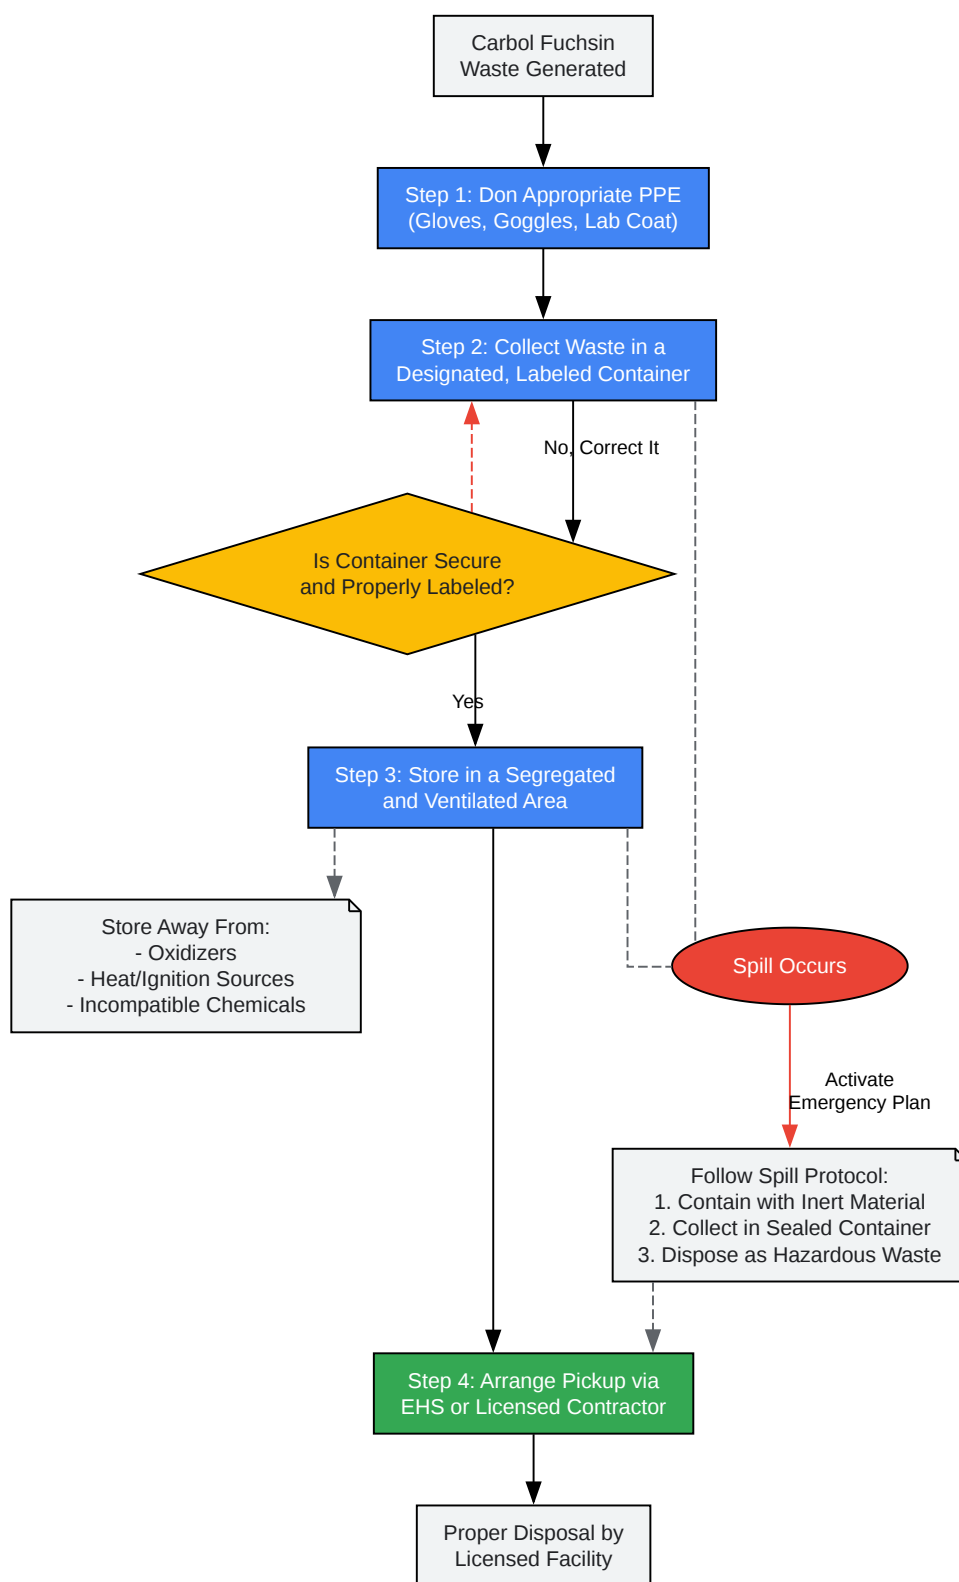 Carbol Fuchsin
Waste Generated
Step 1: Don Appropriate PPE
(Gloves, Goggles, Lab Coat)
Step 2: Collect Waste in a
Designated, Labeled Container
No, Correct It
Is Container Secure
and Properly Labeled?
Yes
Step 3: Store in a Segregated
and Ventilated Area
Store Away From:
- Oxidizers
- Heat/Ignition Sources
- Incompatible Chemicals
Spill Occurs
Activate
Emergency Plan
Follow Spill Protocol:
1. Contain with Inert Material
2. Collect in Sealed Container
3. Dispose as Hazardous Waste
Step 4: Arrange Pickup via
EHS or Licensed Contractor
Proper Disposal by
Licensed Facility